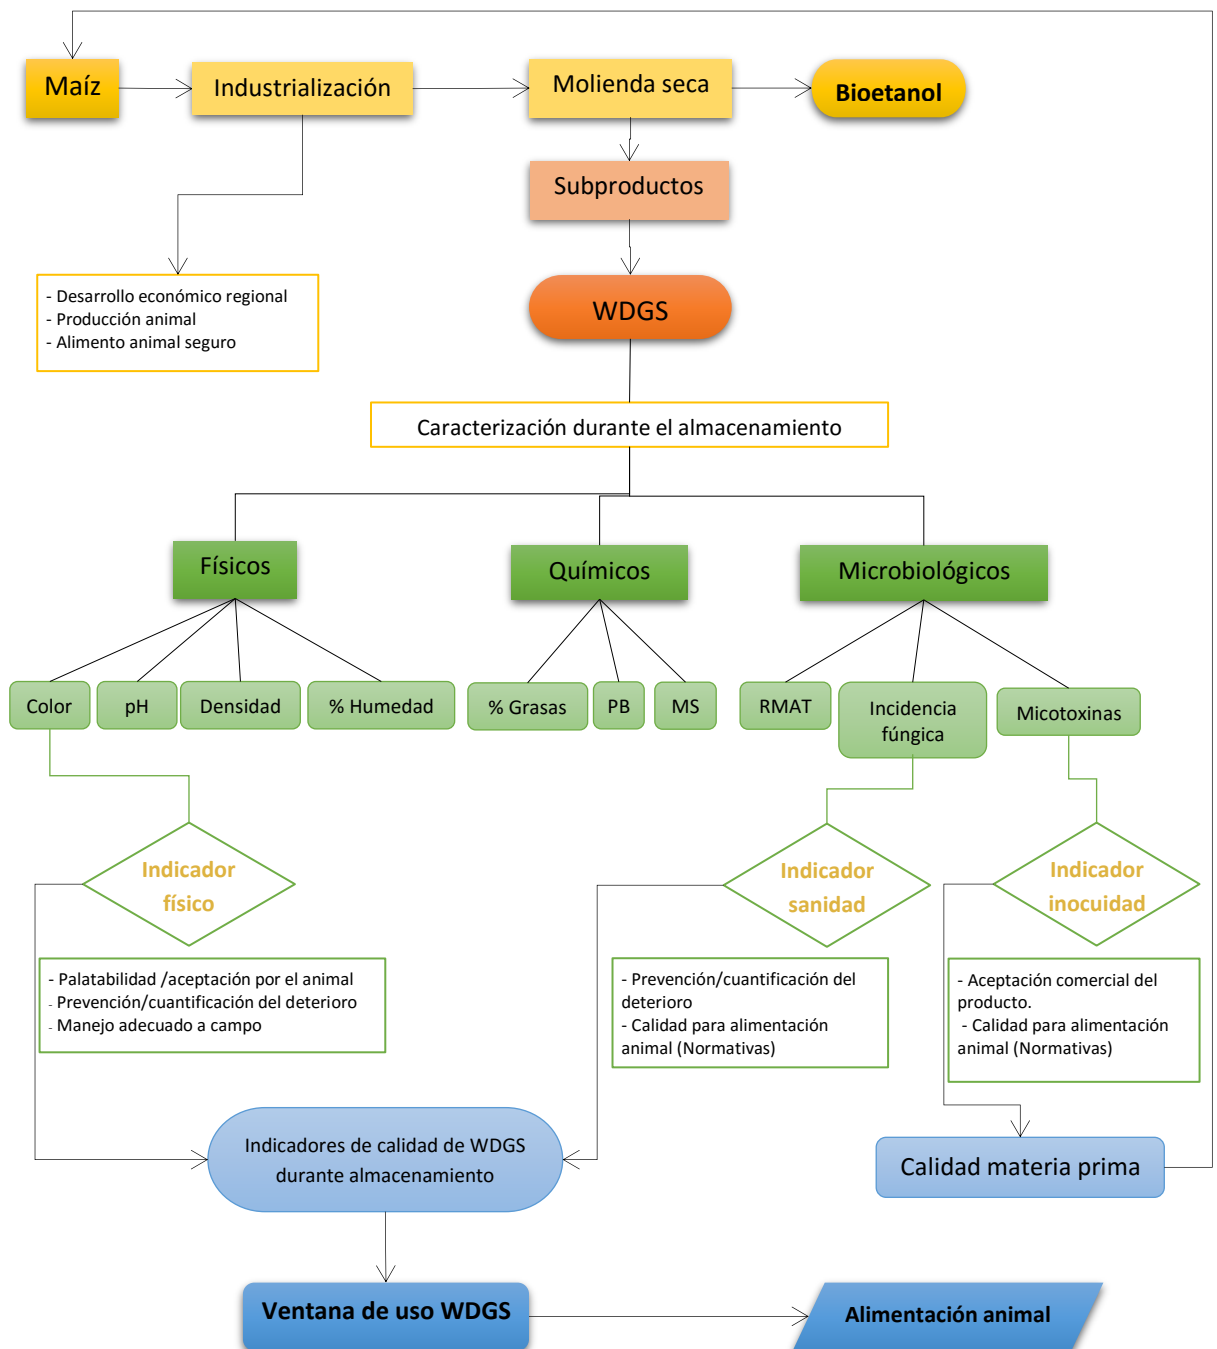 Maíz
Industrialización
Molienda seca
Bioetanol
Subproductos
- Desarrollo económico regional
- Producción animal
- Alimento animal seguro
WDGS
Caracterización durante el almacenamiento
Físicos
Químicos
Microbiológicos
Color
pH
Densidad
% Humedad
% Grasas
PB
MS
RMAT
Incidencia
fúngica
Micotoxinas
Indicador
físico
Indicador
sanidad
Indicador
inocuidad
- Palatabilidad /aceptación por el animal
- Prevención/cuantificación del deterioro
- Manejo adecuado a campo
- Prevención/cuantificación del
deterioro
- Calidad para alimentación
animal (Normativas)
- Aceptación comercial del
producto.
- Calidad para alimentación
animal (Normativas)
Indicadores de calidad de WDGS
durante almacenamiento
Calidad materia prima
Ventana de uso WDGS
Alimentación animal